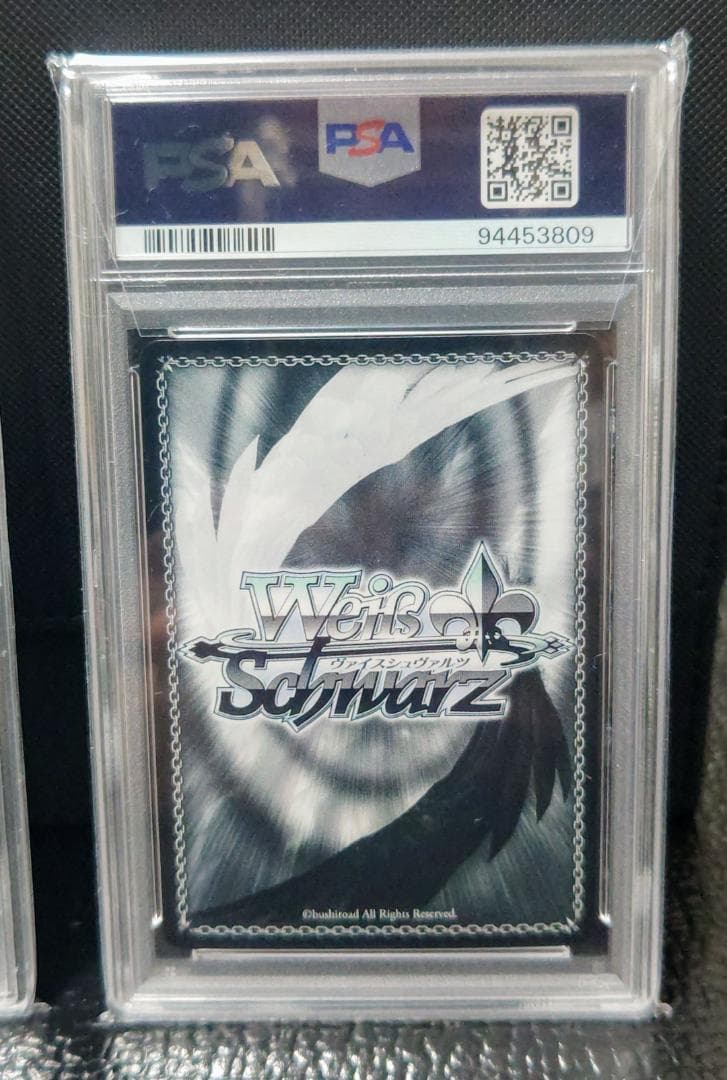 PSA
PSA
94453809
Weiß
ヴァイスシュヴァルツ
Schwarz
©bushiroad All Rights Reserved.